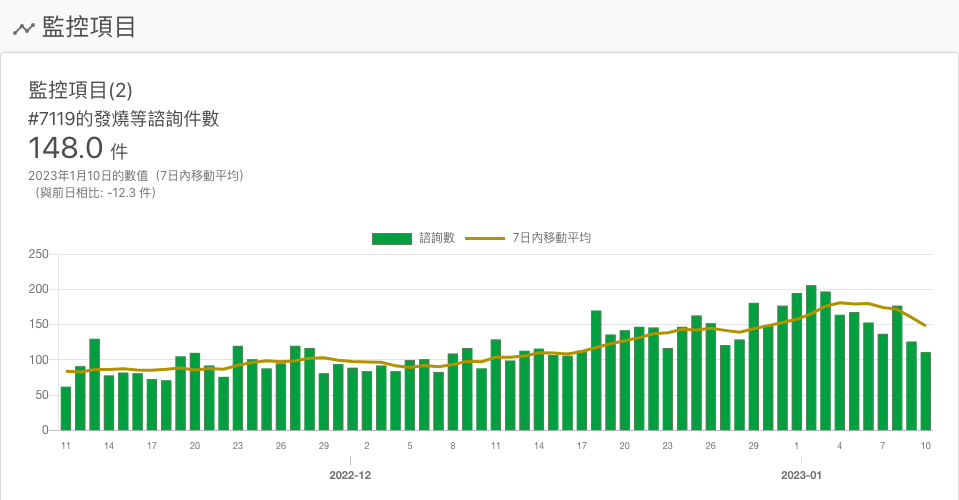 監控項目
監控項目(2)
#7119的發燒等諮詢件數
148.0 件
2023年1月10日的數值（7日內移動平均）
（與前日相比: -12.3 件）
諮詢數 7日內移動平均
250
200
150
100
50
0
11 14 17 20 23 26 29 2 5 8 11 14 17 20 23 26 29 1 4 7 10
2022-12 2023-01